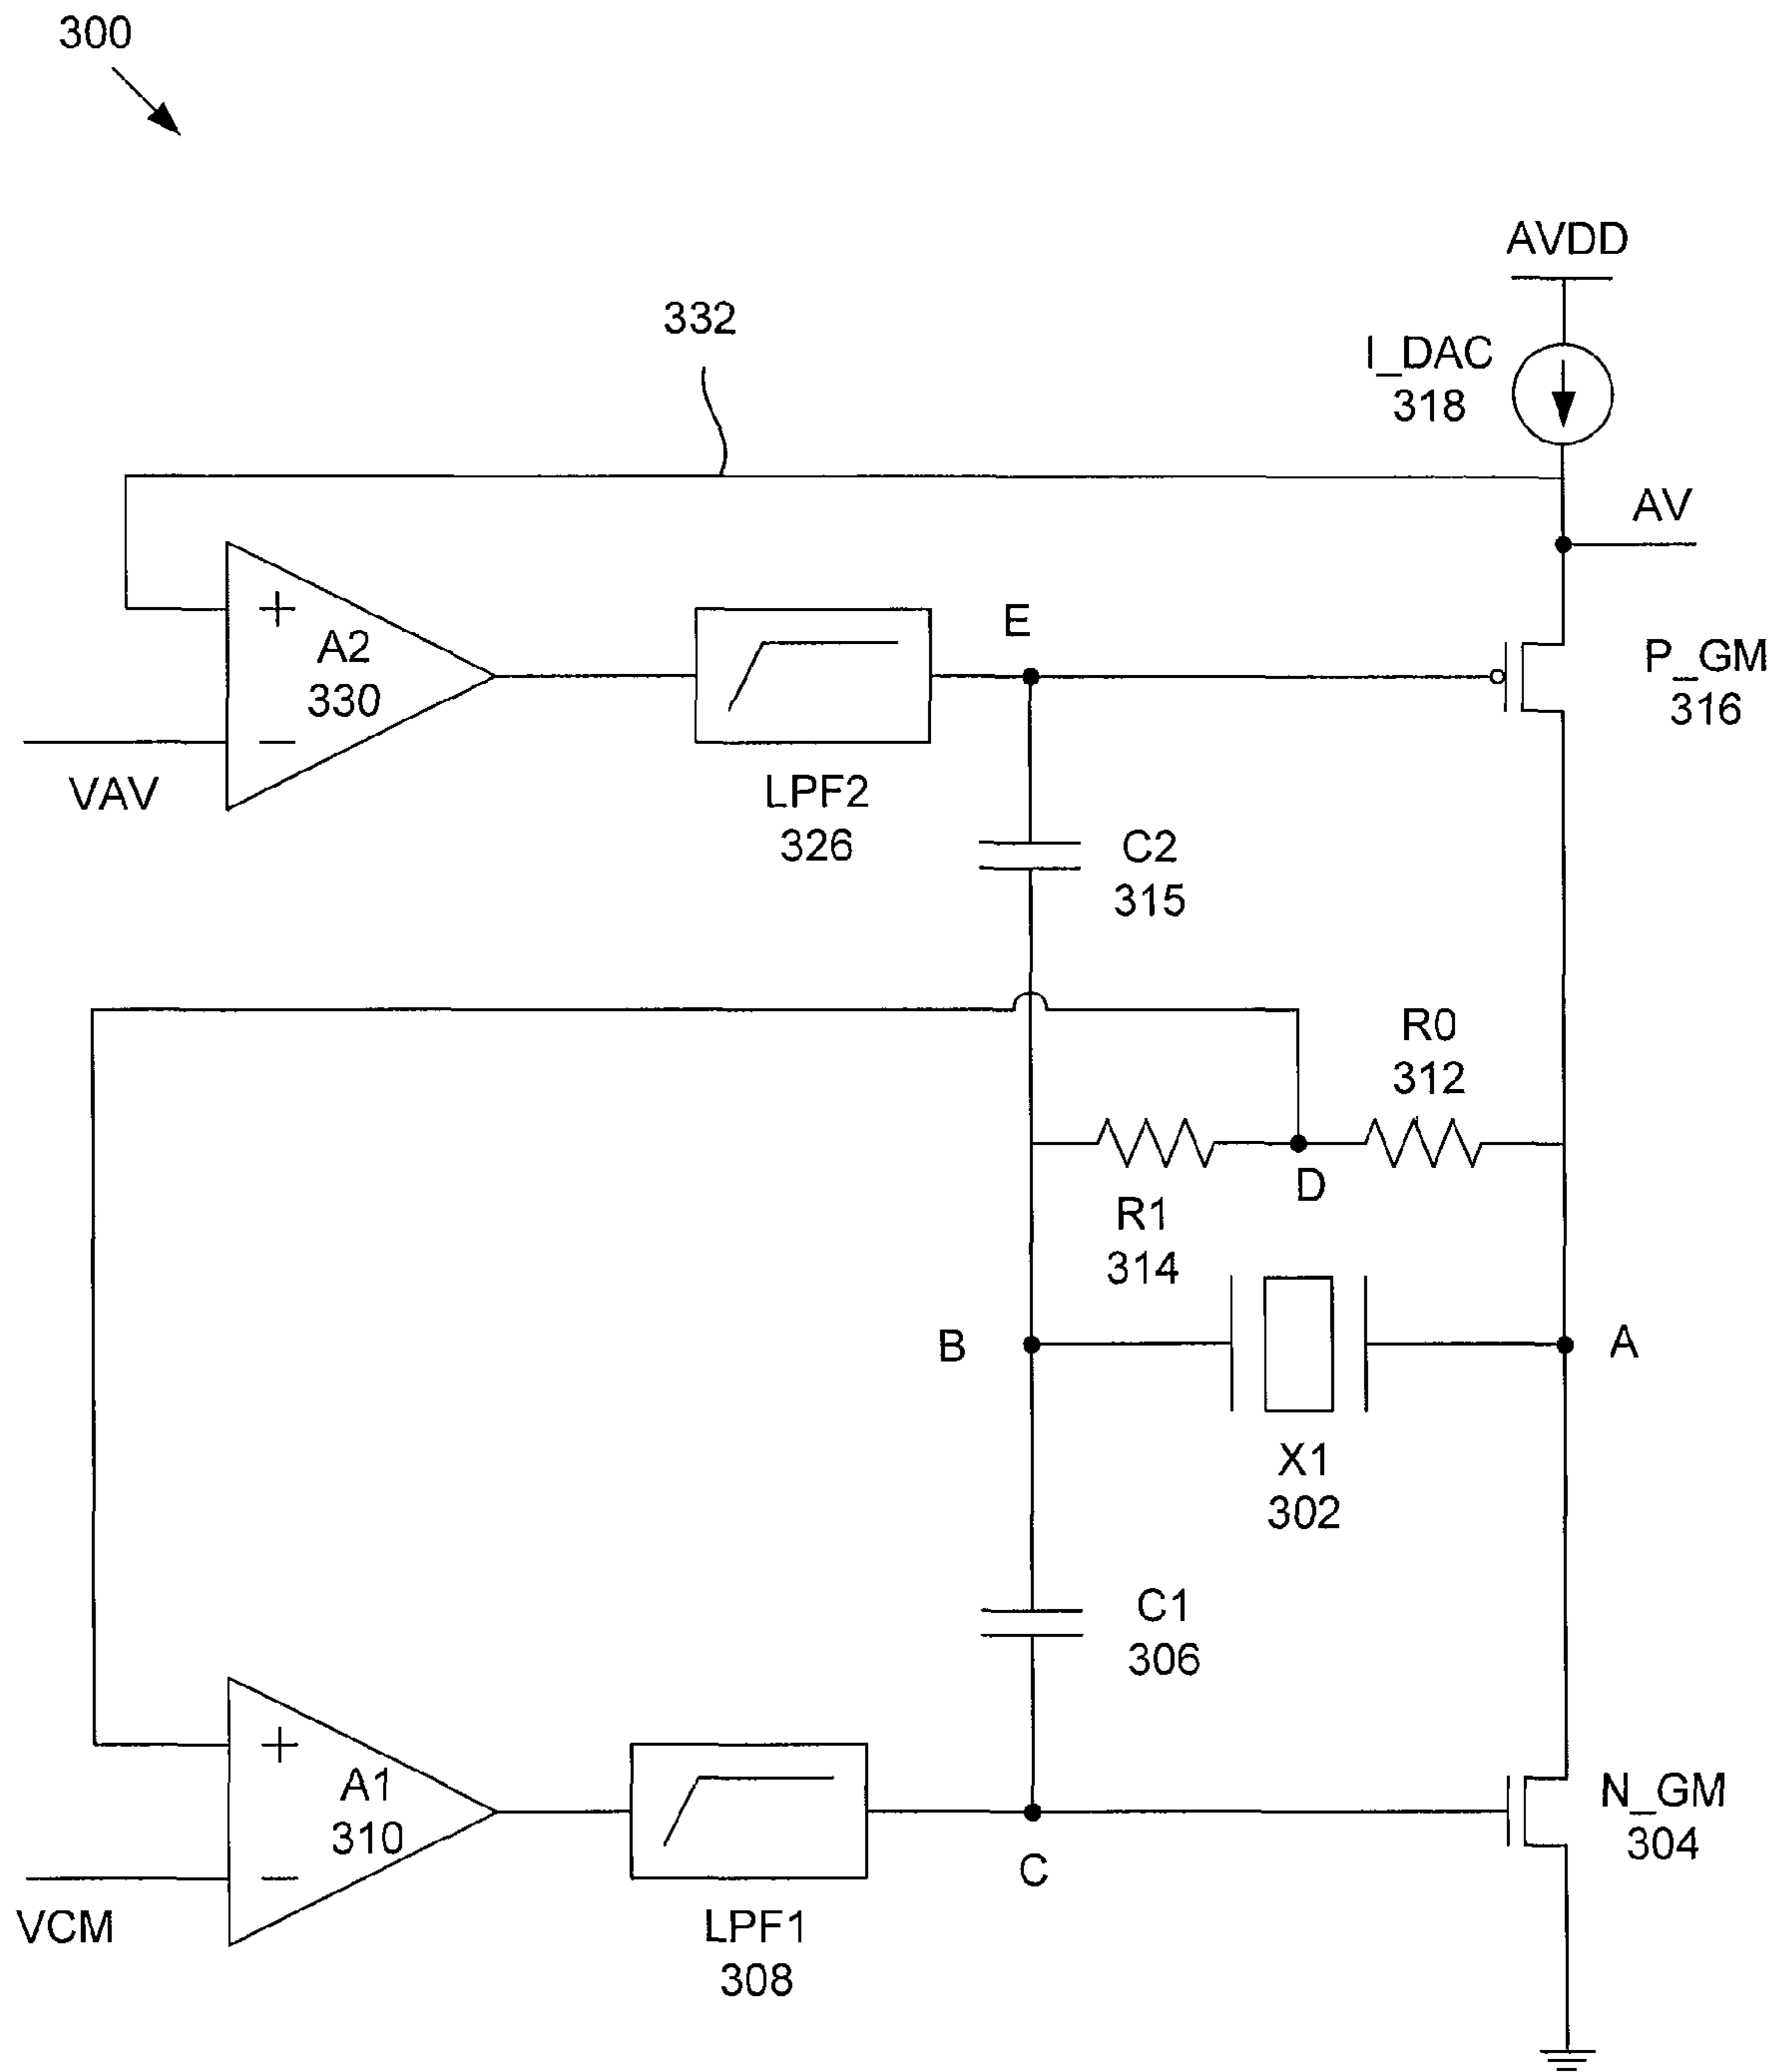 300
AVDD
332
I_DAC
318
AV
+
A2
330
−
VAV
E
P_GM
316
LPF2
326
C2
315
R0
312
D
R1
314
B
A
X1
302
C1
306
+
A1
310
−
VCM
N_GM
304
C
LPF1
308